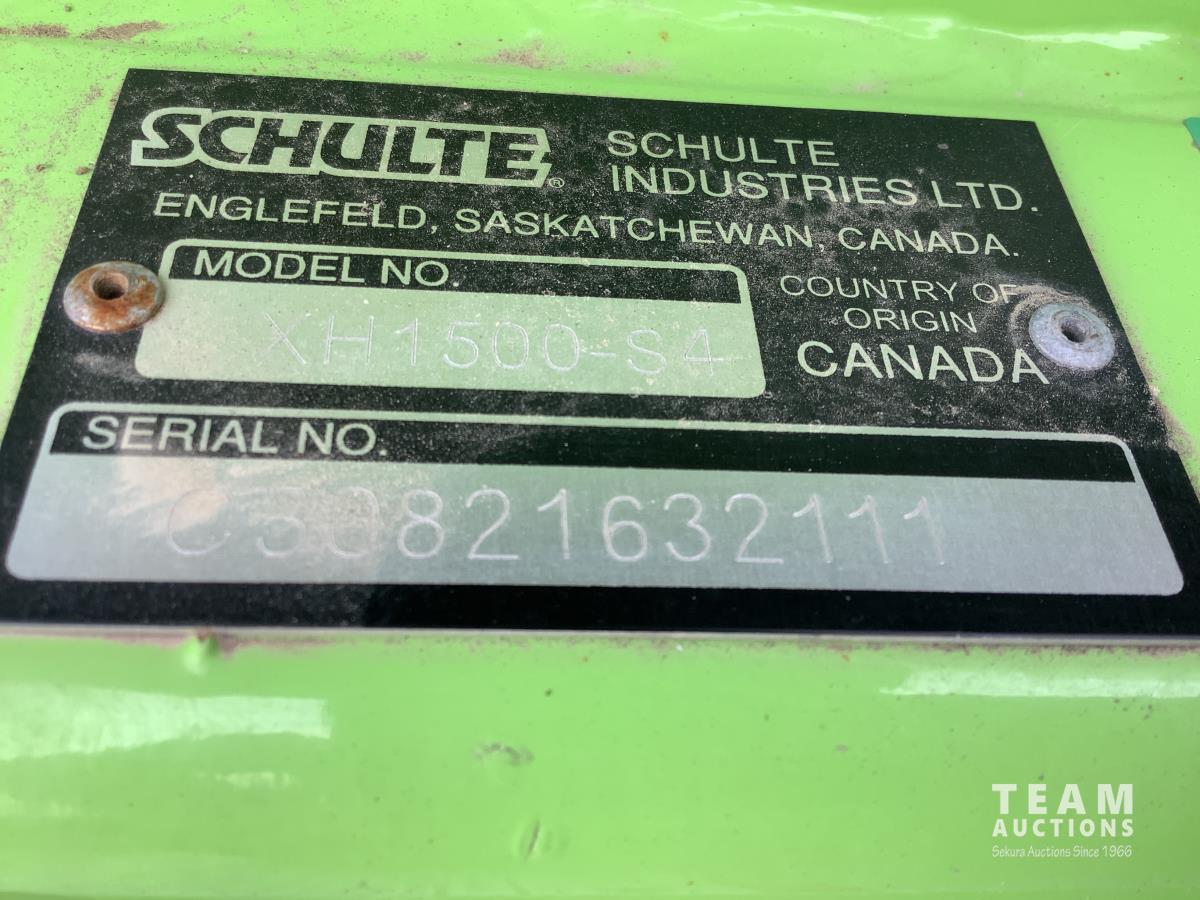 SCHULTE®
SCHULTE
INDUSTRIES LTD.
ENGLEFELD, SASKATCHEWAN, CANADA.
MODEL NO.
XH1500-S4
COUNTRY OF
ORIGIN
CANADA
SERIAL NO.
C30821632111
TEAM
AUCTIONS
Sekura Auctions Since 1966